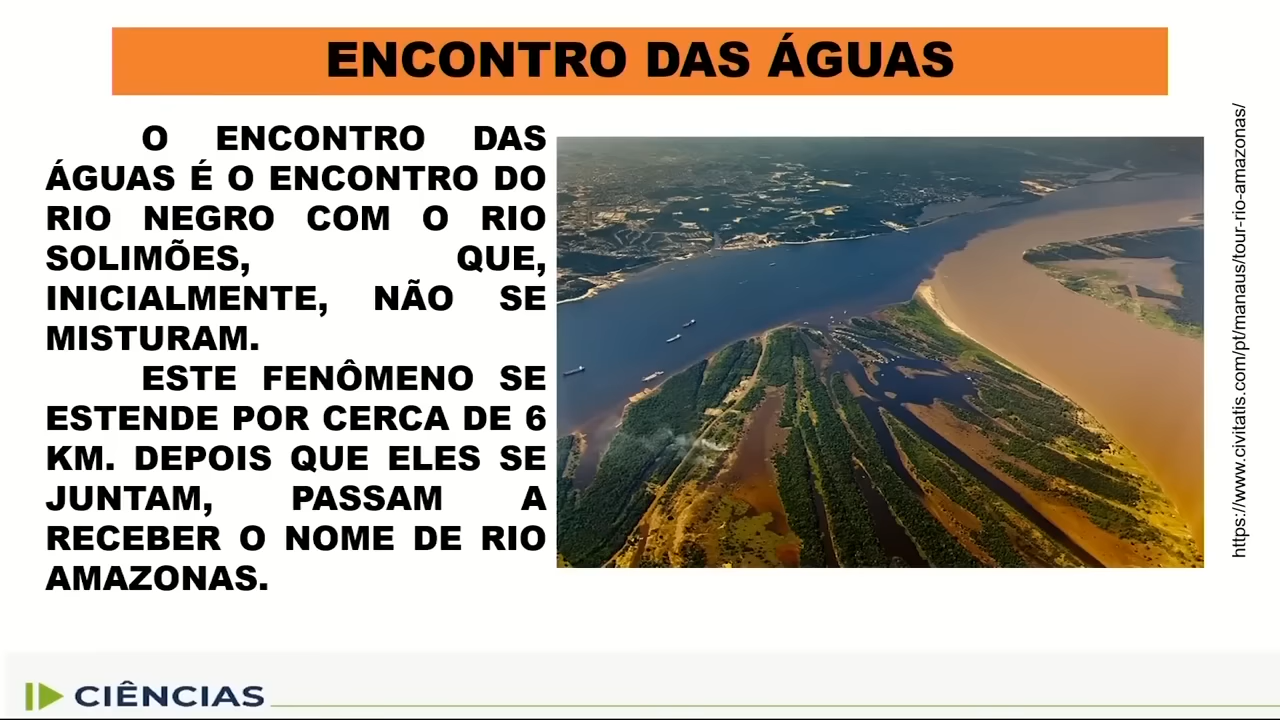 ENCONTRO DAS ÁGUAS
O ENCONTRO DAS
ÁGUAS É O ENCONTRO DO
RIO NEGRO COM O RIO
SOLIMÕES, QUE,
INICIALMENTE, NÃO SE
MISTURAM.
ESTE FENÔMENO SE
ESTENDE POR CERCA DE 6
KM. DEPOIS QUE ELES SE
JUNTAM, PASSAM A
RECEBER O NOME DE RIO
AMAZONAS.
https://www.civitatis.com/pt/manaus/tour-rio-amazonas/
CIÊNCIAS